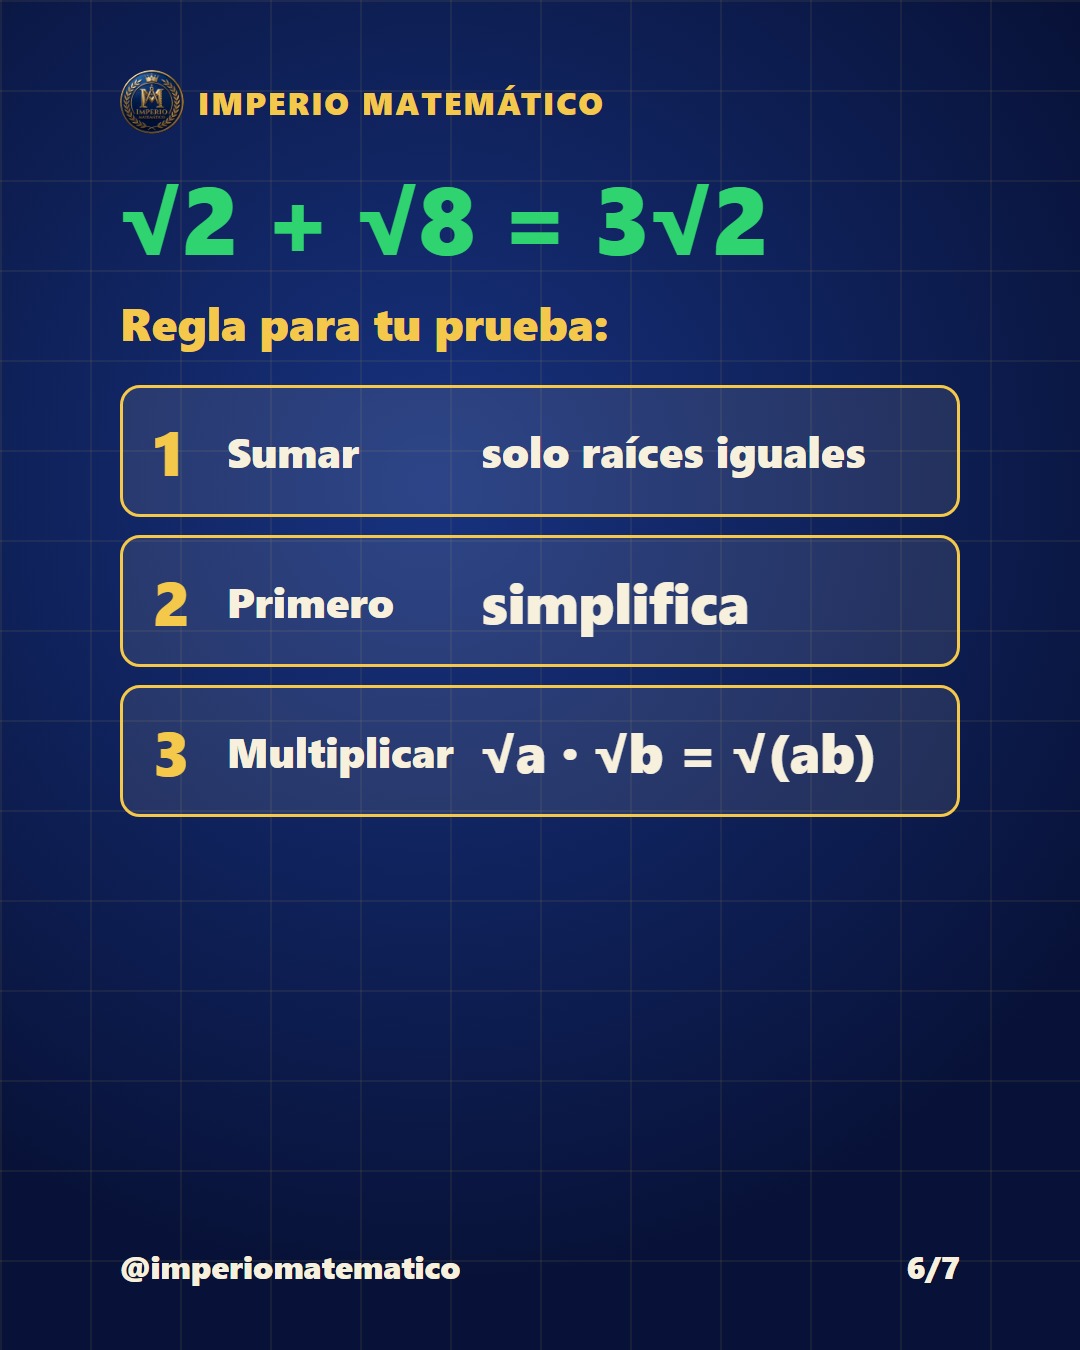 IMPERIO MATEMÁTICO
√2 + √8 = 3√2
Regla para tu prueba:
1 Sumar solo raíces iguales
2 Primero simplifica
3 Multiplicar √a · √b = √(ab)
@imperiomatematico 6/7